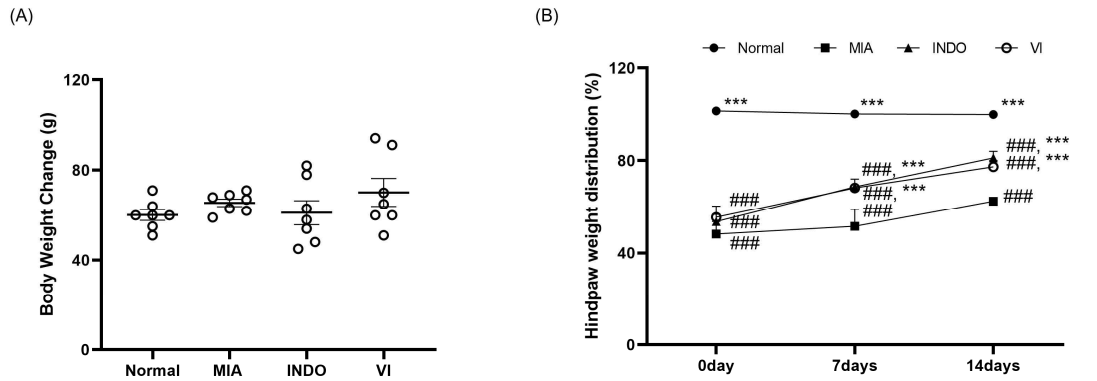 (A)
Body Weight Change (g)
120
80
40
0
Normal MIA INDO VI
(B)
Normal MIA INDO VI
Hindpaw weight distribution (%)
120
80
40
0
***
***
***
###
###
###
###, ***
###, ***
###
###, ***
###, ***
###
0day 7days 14days